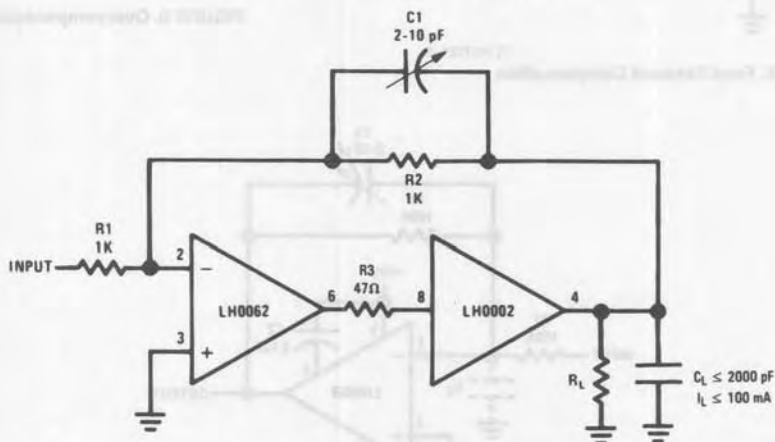 C1
2-10 pF
R2
1K
R1
1K
INPUT
2
3
LH0062
6
R3
47Ω
8
LH0002
4
RL
CL ≤ 2000 pF
IL ≤ 100 mA